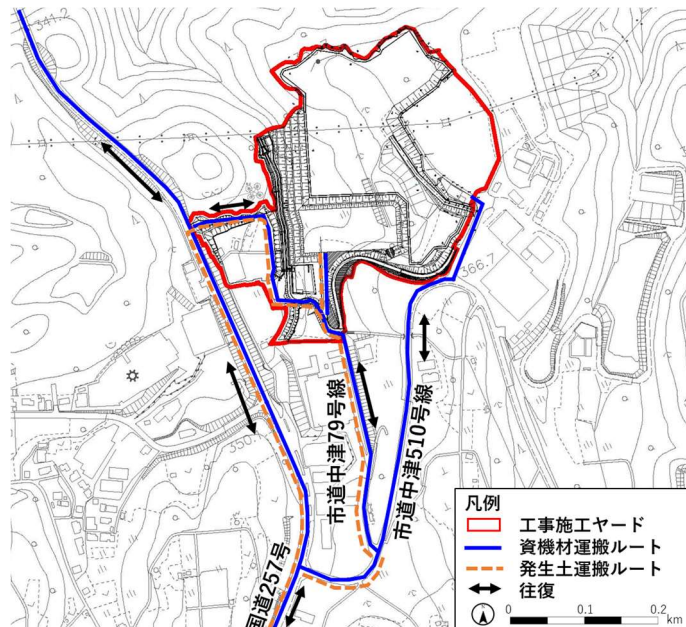 341.2
366.7
市道中津79号線
市道中津510号線
国道257号
凡例
工事施工ヤード
資機材運搬ルート
発生土運搬ルート
往復
0 0.1 0.2
km